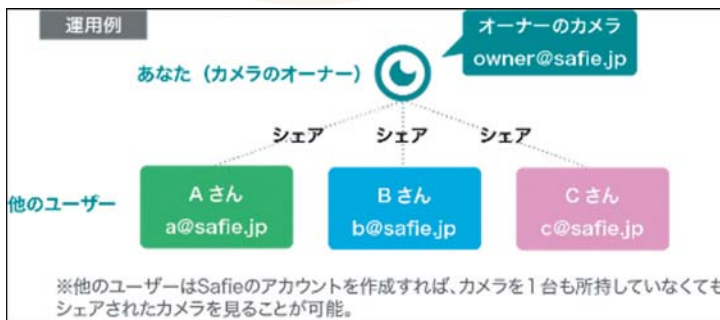 運用例
オーナーのカメラ
owner@safie.jp
あなた（カメラのオーナー）
シェア シェア シェア
他のユーザー
Aさん
a@safie.jp
Bさん
b@safie.jp
Cさん
c@safie.jp
※他のユーザーはSafieのアカウントを作成すれば、カメラを1台も所持していなくても
シェアされたカメラを見ることが可能。